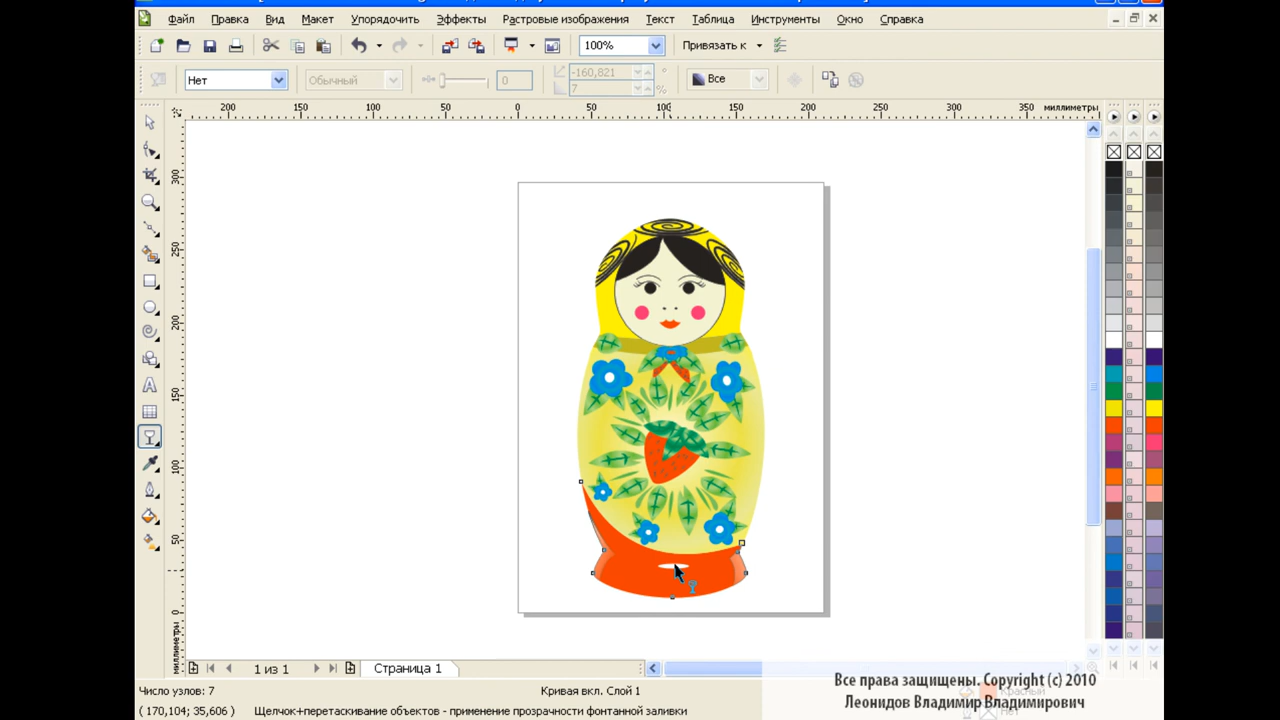 Файл Правка Вид Макет Упорядочить Эффекты Растровые изображения Текст Таблица Инструменты Окно Справка
100% Привязать к
Нет Обычный 0 -160,821 ° 7 % Все
200 150 100 50 0 50 100 150 200 250 300 350 миллиметры
300
250
200
150
100
50
0
миллиметры
1 из 1 Страница 1
Число узлов: 7 Кривая вкл. Слой 1 Красный
( 170,104; 35,606 ) Щелчок+перетаскивание объектов - применение прозрачности фонтанной заливки Нет
Все права защищены. Copyright (c) 2010
Леонидов Владимир Владимирович